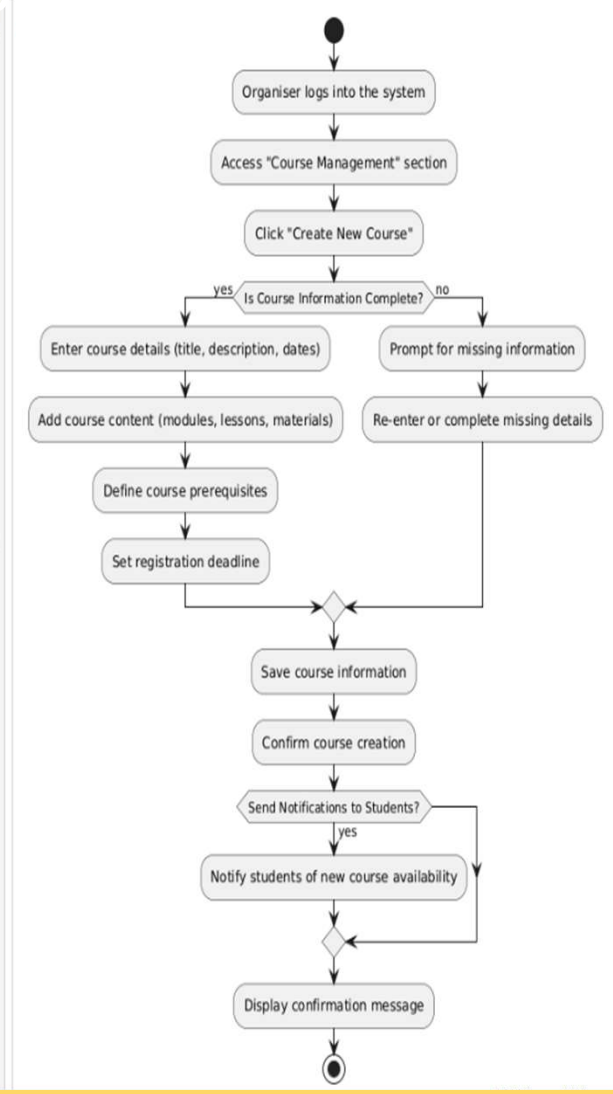 Organiser logs into the system
Access "Course Management" section
Click "Create New Course"
yes
Is Course Information Complete?
no
Enter course details (title, description, dates)
Prompt for missing information
Add course content (modules, lessons, materials)
Re-enter or complete missing details
Define course prerequisites
Set registration deadline
Save course information
Confirm course creation
Send Notifications to Students?
yes
Notify students of new course availability
Display confirmation message